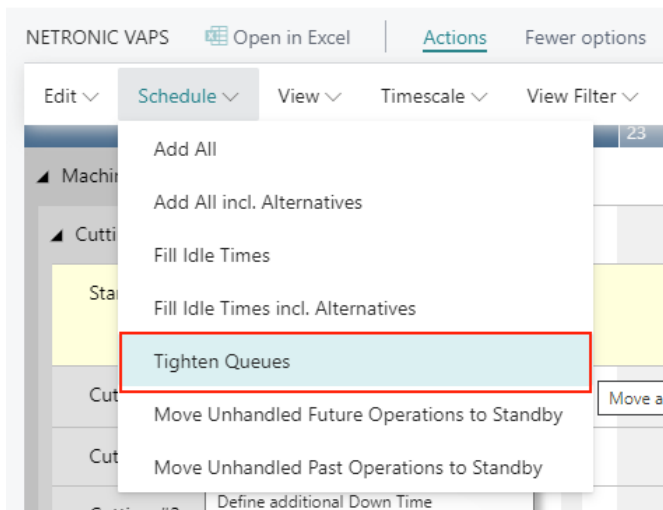 NETRONIC VAPS Open in Excel Actions Fewer options
Edit Schedule View Timescale View Filter
23
Add All
Machin
Add All incl. Alternatives
Cutti
Fill Idle Times
Sta
Fill Idle Times incl. Alternatives
Tighten Queues
Cut
Move a
Move Unhandled Future Operations to Standby
Cut
Move Unhandled Past Operations to Standby
Define additional Down Time